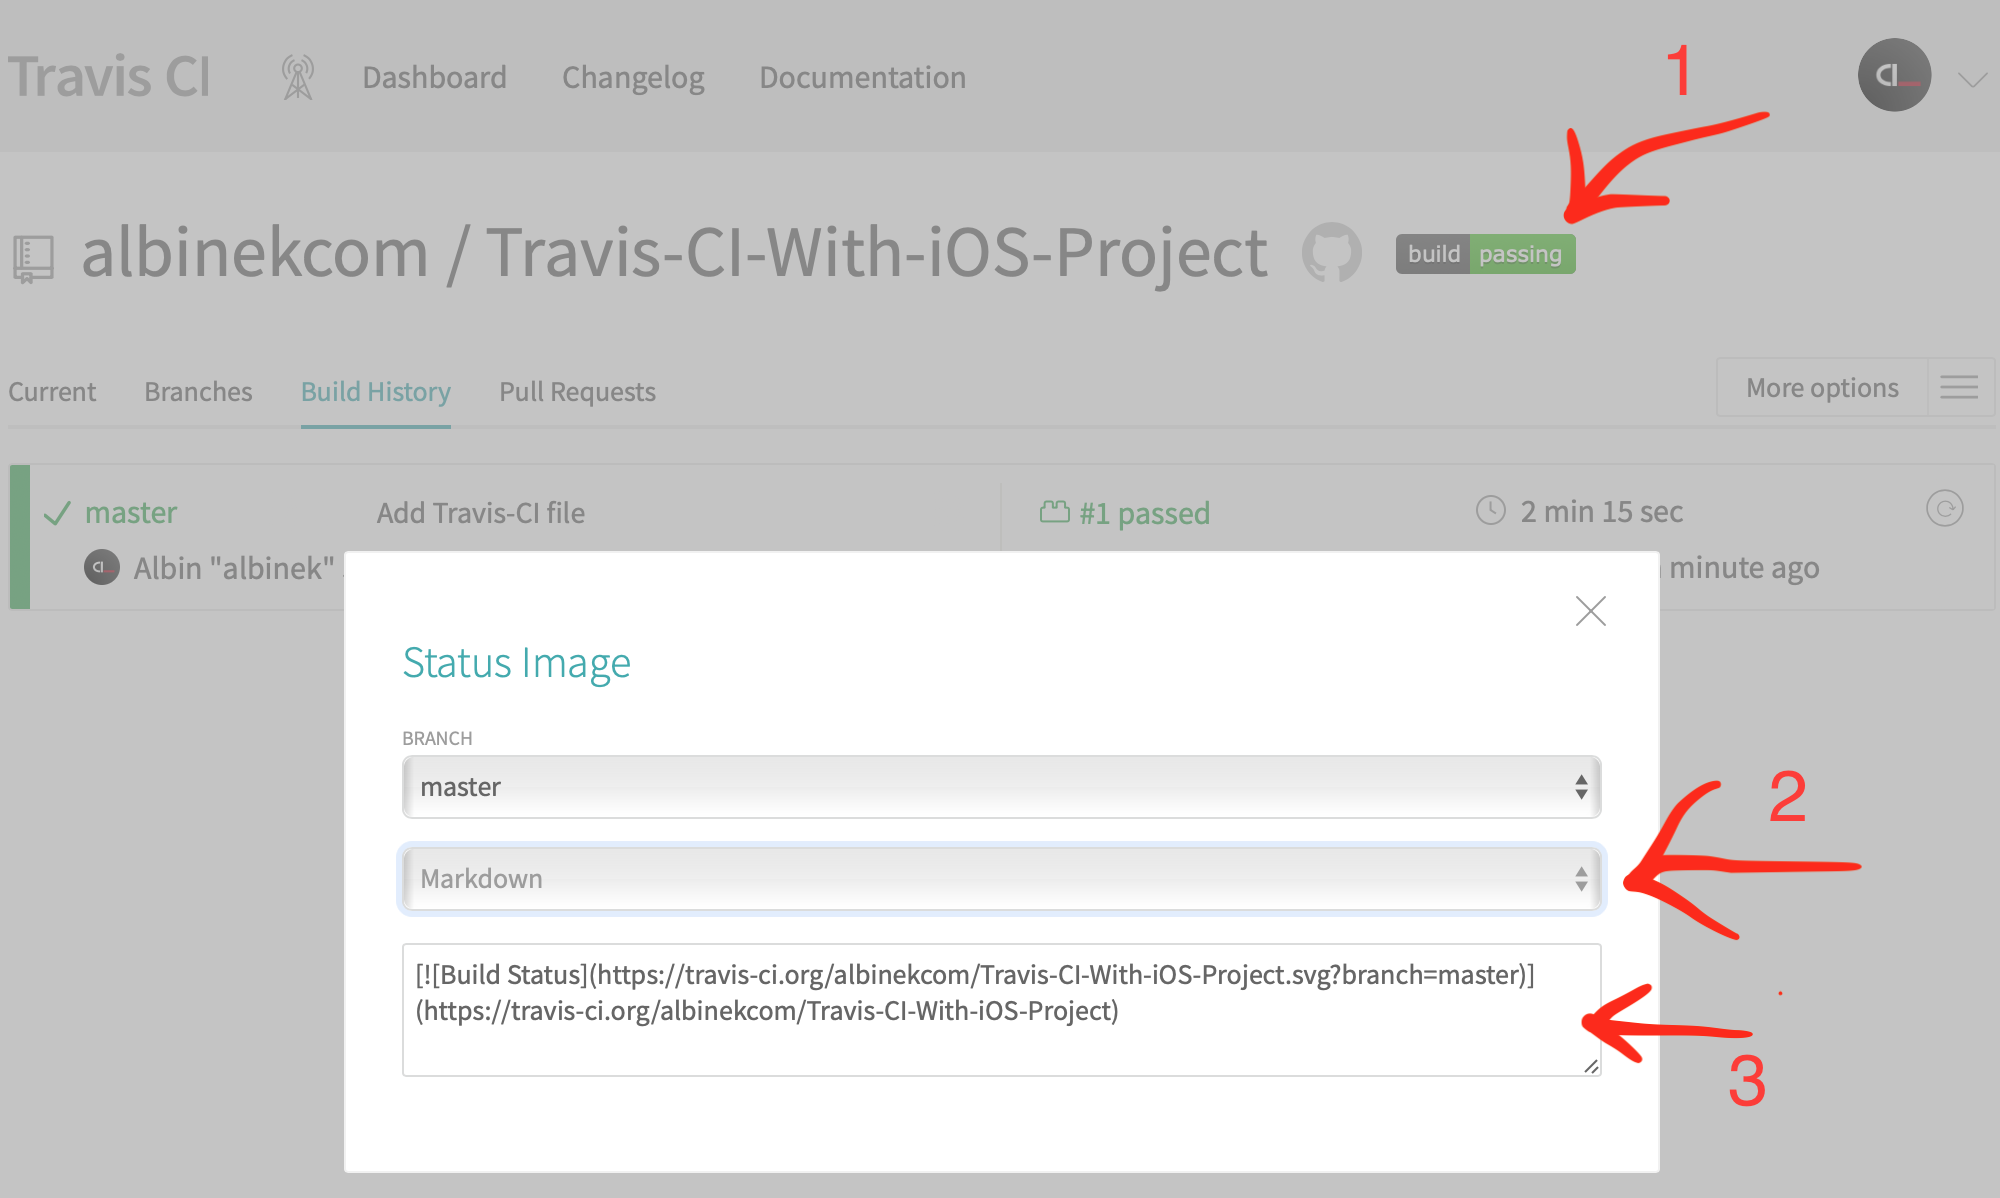 Travis CI Dashboard Changelog Documentation 1 CI
albinekcom / Travis-CI-With-iOS-Project build passing
Current Branches Build History Pull Requests More options
master Add Travis-CI file #1 passed 2 min 15 sec
CI Albin "albinek" minute ago
Status Image
BRANCH
master
2
Markdown
[![Build Status](https://travis-ci.org/albinekcom/Travis-CI-With-iOS-Project.svg?branch=master)]
(https://travis-ci.org/albinekcom/Travis-CI-With-iOS-Project)
3